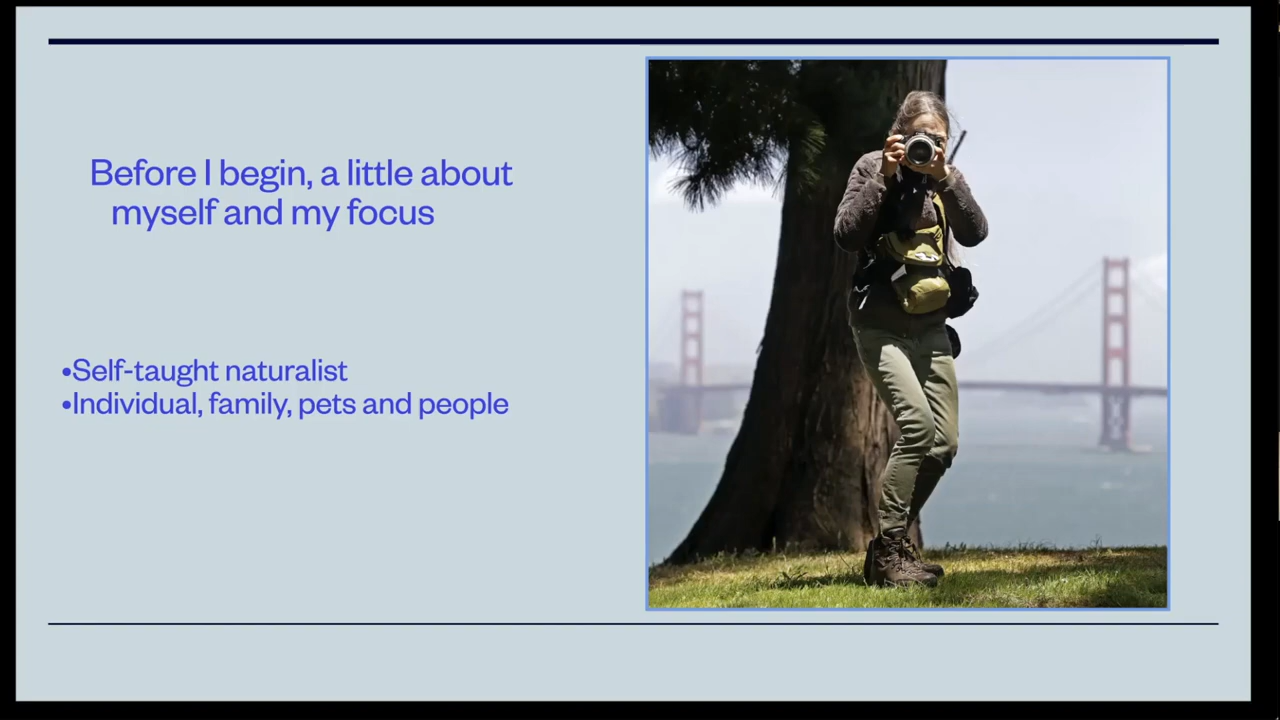 Before I begin, a little about
myself and my focus
•Self-taught naturalist
•Individual, family, pets and people